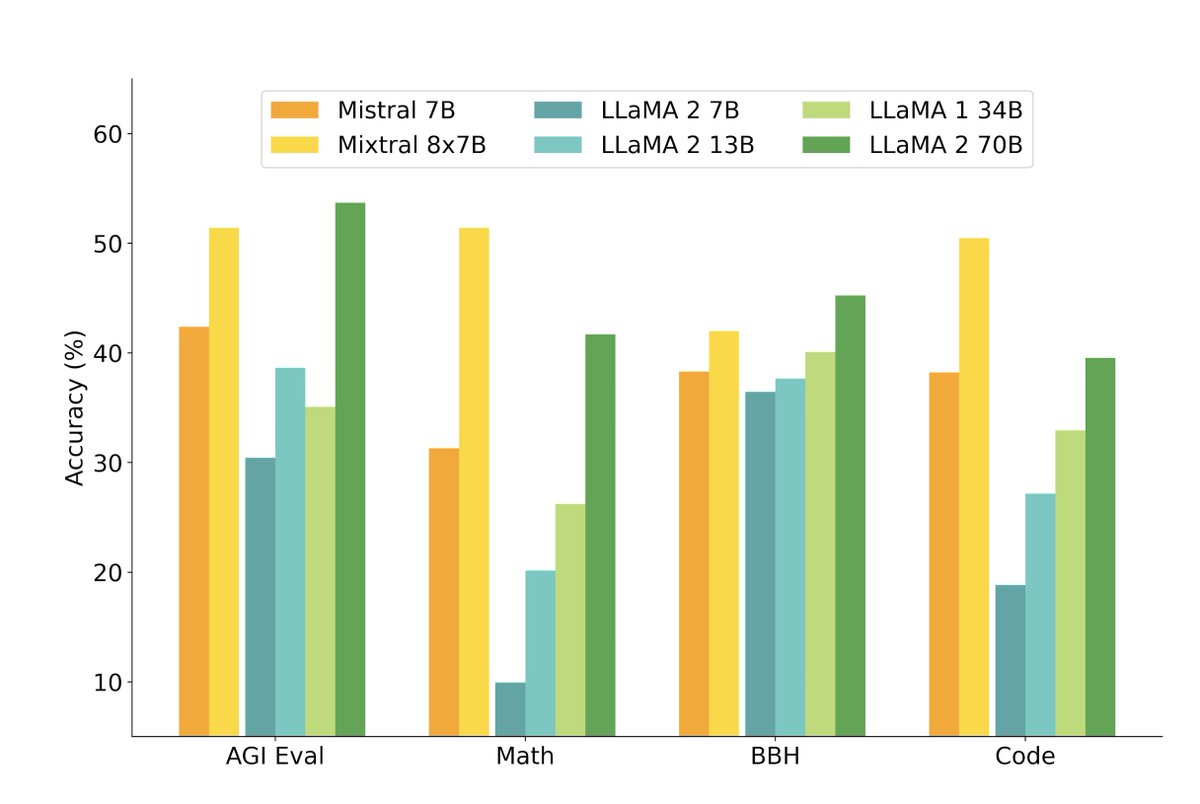 Mistral 7B
Mixtral 8x7B
LLaMA 2 7B
LLaMA 2 13B
LLaMA 1 34B
LLaMA 2 70B
Accuracy (%)
60
50
40
30
20
10
AGI Eval
Math
BBH
Code